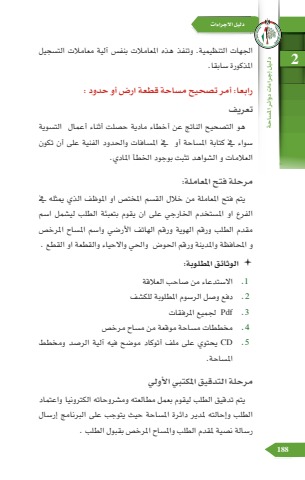 دليل الاجراءات
2
دليل إجراءات دوائر المساحة
الجهات التنظيمية. وتنفذ هذه المعاملات بنفس آلية معاملات التسجيل
المذكورة سابقا.
رابعا: أمر تصحيح مساحة قطعة ارض أو حدود :
تعريف
هو التصحيح الناتج عن أخطاء مادية حصلت أثناء أعمال التسوية
سواء في كتابة المساحة أو في المسافات والحدود الفنية على أن تكون
العلامات و الشواهد تثبت بوجود الخطأ المادي.
مرحلة فتح المعاملة:
يتم فتح المعاملة من خلال القسم المختص او الموظف الذي يمثله في
الفرع او المستخدم الخارجي على ان يقوم بتعبئة الطلب ليشمل اسم
مقدم الطلب ورقم الهوية ورقم الهاتف الأرضي واسم المساح المرخص
و المحافظة والمدينة ورقم الحوض والحي والاحياء والقطعة او القطع .
الوثائق المطلوبة:
1. الاستدعاء من صاحب العلاقة
2. دفع وصل الرسوم المطلوبة للكشف
3. Pdf لجميع المرفقات
4. مخططات مساحة موقعة من مساح مرخص
5. CD يحتوي على ملف أتوكاد موضح فيه آلية الرصد ومخطط
المساحة.
مرحلة التدقيق المكتبي الأولي
يتم تدقيق الطلب ليقوم بعمل مطالعته ومشروحاته الكترونيا واعتماد
الطلب وإحالته لمدير دائرة المساحة حيث يتوجب على البرنامج إرسال
رسالة نصية لمقدم الطلب والمساح المرخص بقبول الطلب .
188